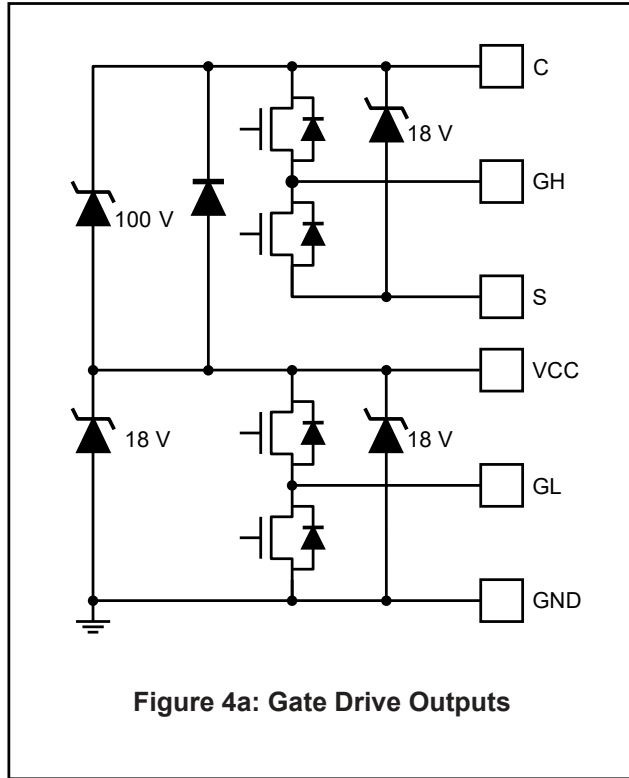 C
18 V
GH
100 V
S
VCC
18 V
18 V
GL
GND
Figure 4a: Gate Drive Outputs